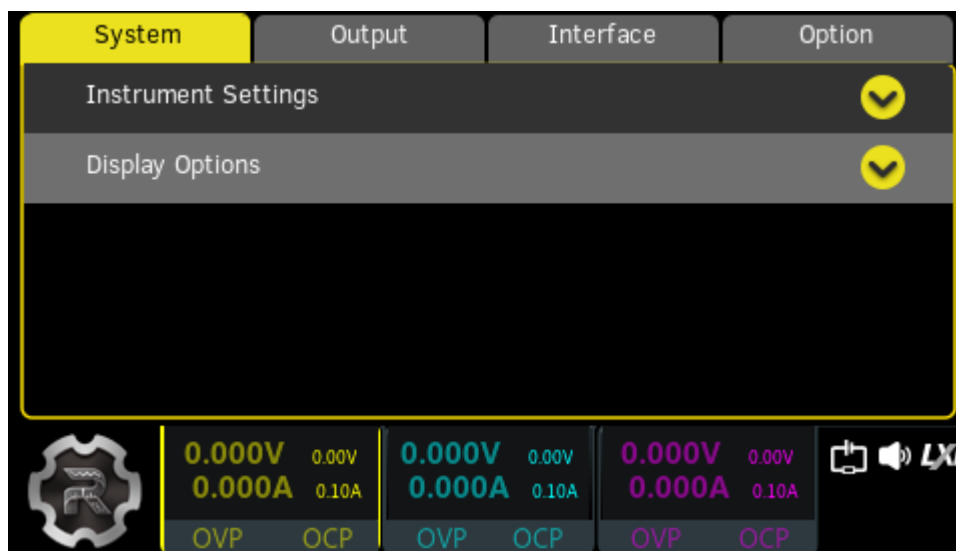 System Output Interface Option
Instrument Settings
Display Options
0.000V 0.00V 0.000V 0.00V 0.000V 0.00V
0.000A 0.10A 0.000A 0.10A 0.000A 0.10A
OVP OCP OVP OCP OVP OCP